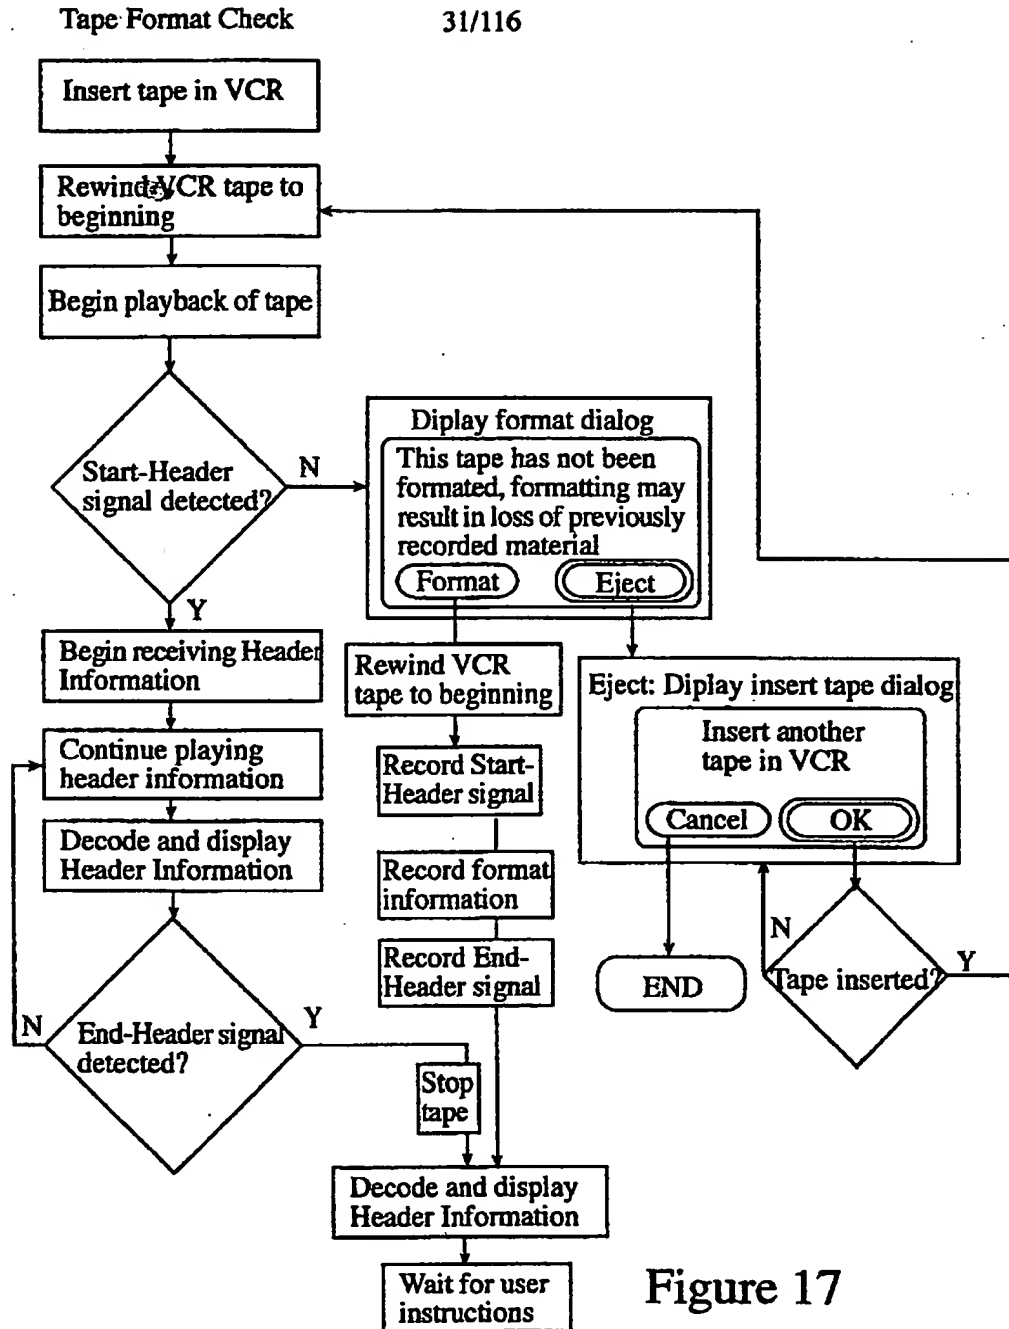 Tape Format Check
31/116
Insert tape in VCR
Rewind VCR tape to
beginning
Begin playback of tape
Start-Header
signal detected?
N
Y
Diplay format dialog
This tape has not been
formated, formatting may
result in loss of previously
recorded material
Format
Eject
Begin receiving Header
Information
Continue playing
header information
Decode and display
Header Information
End-Header signal
detected?
N
Y
Rewind VCR
tape to beginning
Record Start-
Header signal
Record format
information
Record End-
Header signal
Stop
tape
Eject: Diplay insert tape dialog
Insert another
tape in VCR
Cancel
OK
END
Tape inserted?
N
Y
Decode and display
Header Information
Wait for user
instructions
Figure 17